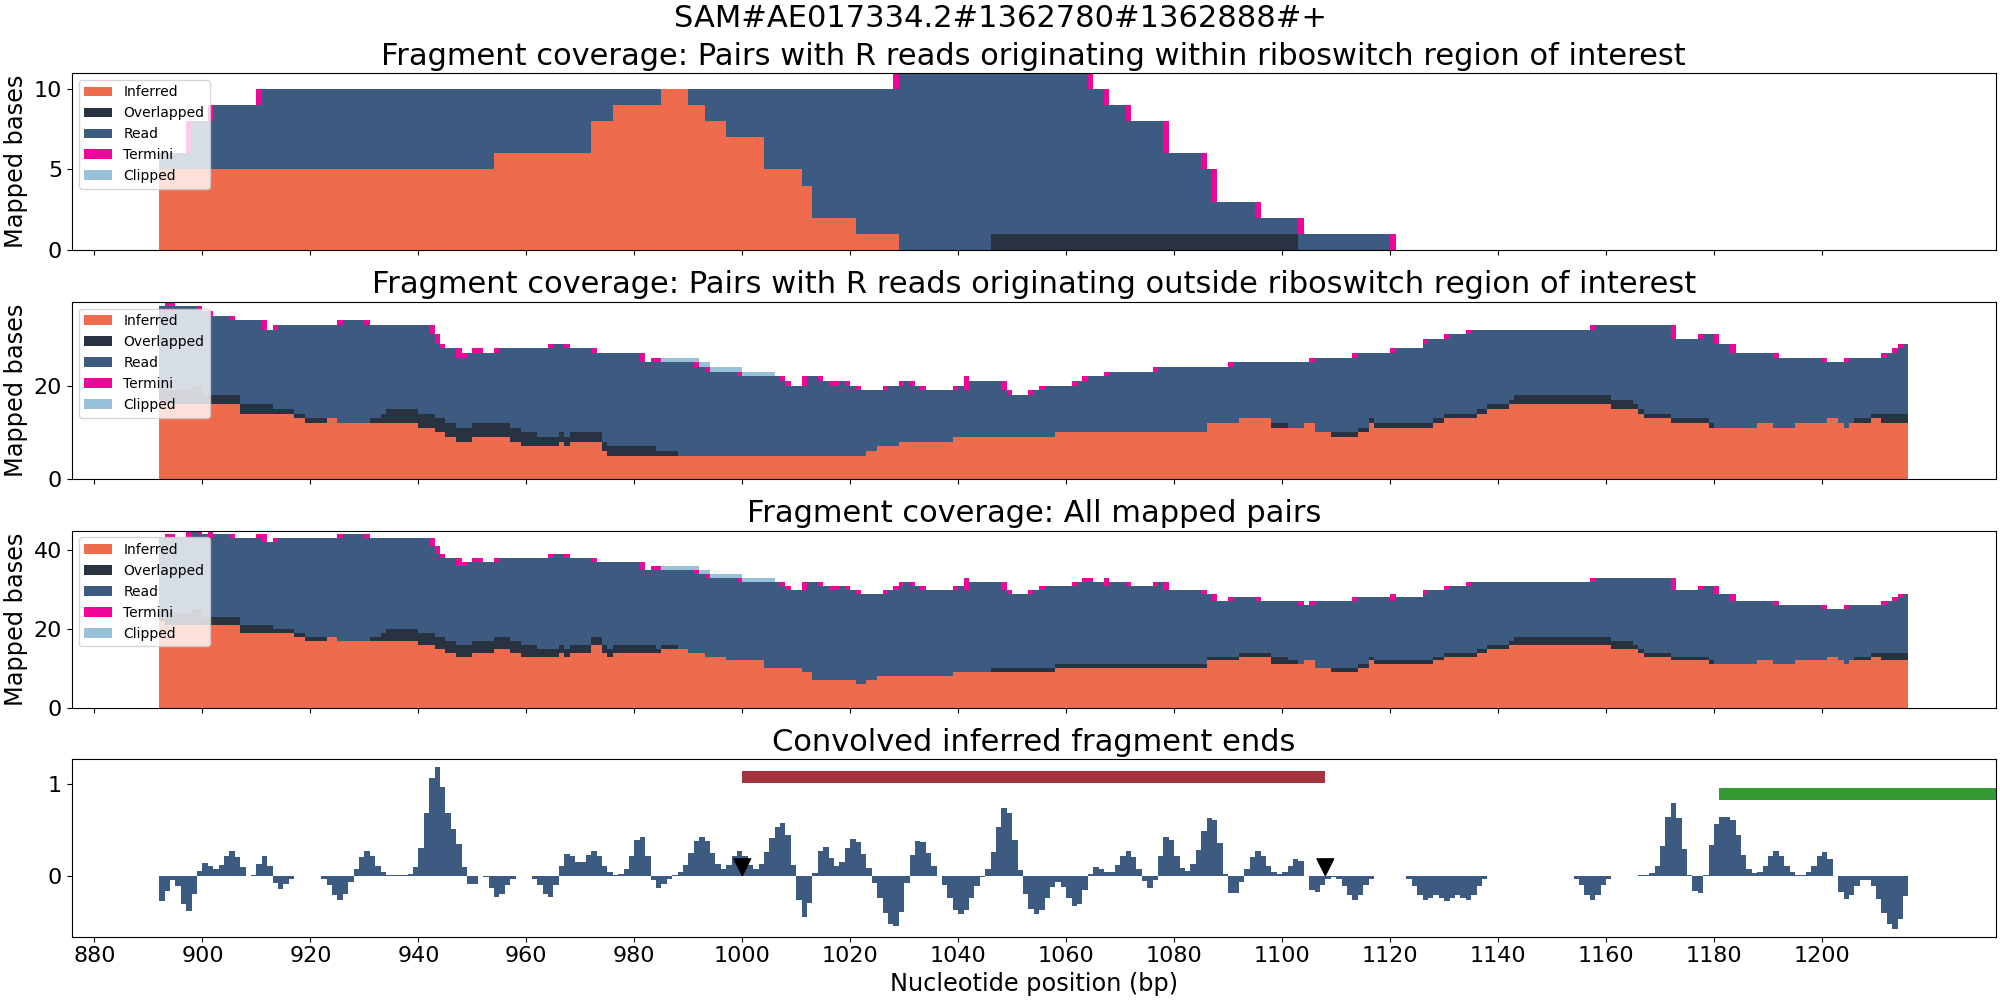 SAM#AE017334.2#1362780#1362888#+
Fragment coverage: Pairs with R reads originating within riboswitch region of interest
Mapped bases
10
5
0
Inferred
Overlapped
Read
Termini
Clipped
Fragment coverage: Pairs with R reads originating outside riboswitch region of interest
Mapped bases
20
0
Inferred
Overlapped
Read
Termini
Clipped
Fragment coverage: All mapped pairs
Mapped bases
40
20
0
Inferred
Overlapped
Read
Termini
Clipped
Convolved inferred fragment ends
1
0
880 900 920 940 960 980 1000 1020 1040 1060 1080 1100 1120 1140 1160 1180 1200
Nucleotide position (bp)